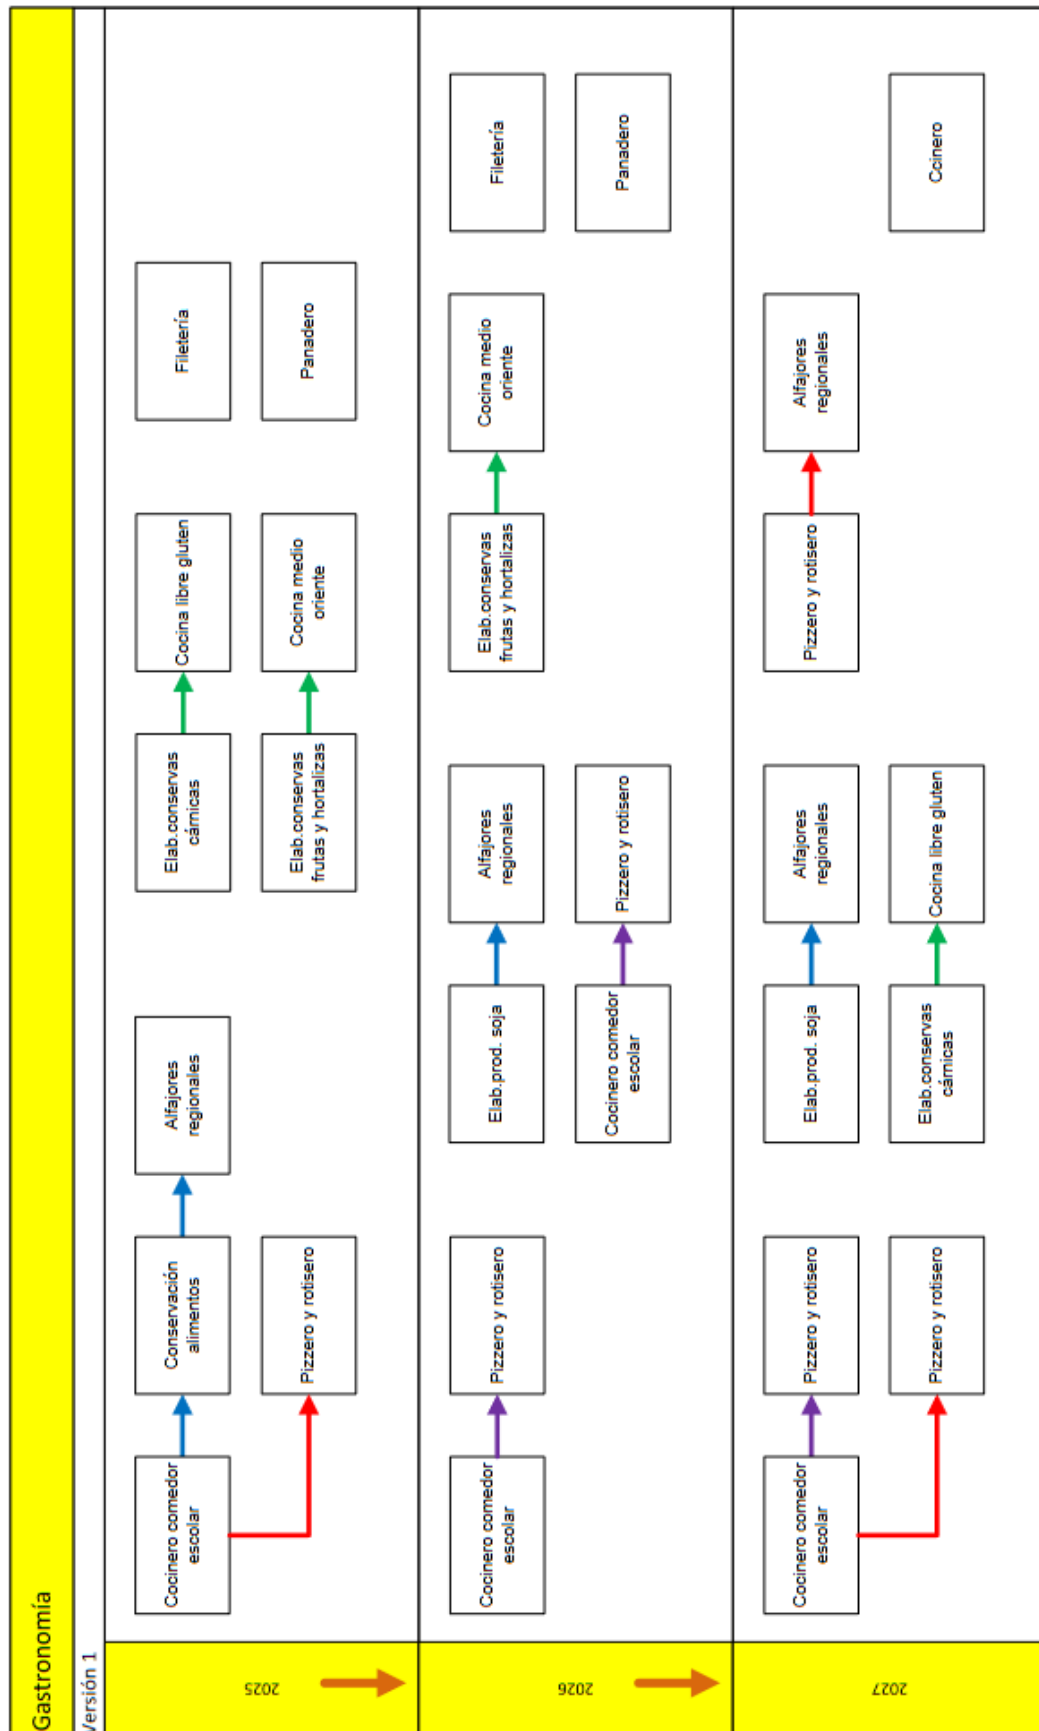 Gastronomía
Versión 1
2025
Cocinero comedor
escolar
Conservación
alimentos
Alfajores
regionales
Elab.conservas
cárnicas
Cocina libre gluten
Filetería
Pizzero y rotisero
Elab.conservas
frutas y hortalizas
Cocina medio
oriente
Panadero
2026
Cocinero comedor
escolar
Pizzero y rotisero
Elab.prod. soja
Alfajores
regionales
Elab.conservas
frutas y hortalizas
Cocina medio
oriente
Filetería
Cocinero comedor
escolar
Pizzero y rotisero
Panadero
2027
Cocinero comedor
escolar
Pizzero y rotisero
Elab.prod. soja
Alfajores
regionales
Pizzero y rotisero
Alfajores
regionales
Pizzero y rotisero
Elab.conservas
cárnicas
Cocina libre gluten
Ccinero